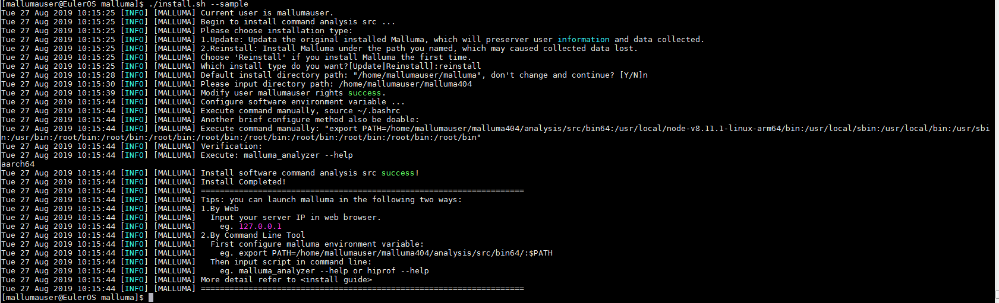 [mallumauser@EulerOS malluma]$ ./install.sh --sample
Tue 27 Aug 2019 10:15:25 [INFO] [MALLUMA] Current user is mallumauser.
Tue 27 Aug 2019 10:15:25 [INFO] [MALLUMA] Begin to install command analysis src ...
Tue 27 Aug 2019 10:15:25 [INFO] [MALLUMA] Please choose installation type:
Tue 27 Aug 2019 10:15:25 [INFO] [MALLUMA] 1.Update: Updata the original installed Malluma, which will preserver user information and data collected.
Tue 27 Aug 2019 10:15:25 [INFO] [MALLUMA] 2.Reinstall: Install Malluma under the path you named, which may caused collected data lost.
Tue 27 Aug 2019 10:15:25 [INFO] [MALLUMA] Choose 'Reinstall' if you install Malluma the first time.
Tue 27 Aug 2019 10:15:25 [INFO] [MALLUMA] Which install type do you want?[Update|Reinstall]:reinstall
Tue 27 Aug 2019 10:15:28 [INFO] [MALLUMA] Default install directory path: "/home/mallumauser/malluma", don't change and continue? [Y/N]n
Tue 27 Aug 2019 10:15:30 [INFO] [MALLUMA] Please input directory path: /home/mallumauser/malluma404
Tue 27 Aug 2019 10:15:39 [INFO] [MALLUMA] Modify user mallumauser rights success.
Tue 27 Aug 2019 10:15:44 [INFO] [MALLUMA] Configure software environment variable ...
Tue 27 Aug 2019 10:15:44 [INFO] [MALLUMA] Execute command manually, source ~/.bashrc
Tue 27 Aug 2019 10:15:44 [INFO] [MALLUMA] Another brief configure method also be doable:
Tue 27 Aug 2019 10:15:44 [INFO] [MALLUMA] Execute command manually: "export PATH=/home/mallumauser/malluma404/analysis/src/bin64:/usr/local/node-v8.11.1-linux-arm64/bin:/usr/local/sbin:/usr/local/bin:/usr/sbi
n:/usr/bin:/root/bin:/root/bin:/root/bin:/root/bin:/root/bin:/root/bin:/root/bin:/root/bin:/root/bin"
Tue 27 Aug 2019 10:15:44 [INFO] [MALLUMA] Verification:
Tue 27 Aug 2019 10:15:44 [INFO] [MALLUMA] Execute: malluma_analyzer --help
aarch64
Tue 27 Aug 2019 10:15:44 [INFO] [MALLUMA] Install software command analysis src success!
Tue 27 Aug 2019 10:15:44 [INFO] [MALLUMA] Install Completed!
Tue 27 Aug 2019 10:15:44 [INFO] [MALLUMA] ====================================================================
Tue 27 Aug 2019 10:15:44 [INFO] [MALLUMA] Tips: you can launch malluma in the following two ways:
Tue 27 Aug 2019 10:15:44 [INFO] [MALLUMA] 1.By Web
Tue 27 Aug 2019 10:15:44 [INFO] [MALLUMA]   Input your server IP in web browser.
Tue 27 Aug 2019 10:15:44 [INFO] [MALLUMA]     eg. 127.0.0.1
Tue 27 Aug 2019 10:15:44 [INFO] [MALLUMA] 2.By Command Line Tool
Tue 27 Aug 2019 10:15:44 [INFO] [MALLUMA]   First configure malluma environment variable:
Tue 27 Aug 2019 10:15:44 [INFO] [MALLUMA]     eg. export PATH=/home/mallumauser/malluma404/analysis/src/bin64/:$PATH
Tue 27 Aug 2019 10:15:44 [INFO] [MALLUMA]   Then input script in command line:
Tue 27 Aug 2019 10:15:44 [INFO] [MALLUMA]     eg. malluma_analyzer --help or hiprof --help
Tue 27 Aug 2019 10:15:44 [INFO] [MALLUMA] More detail refer to <install guide>
Tue 27 Aug 2019 10:15:44 [INFO] [MALLUMA] ====================================================================
[mallumauser@EulerOS malluma]$